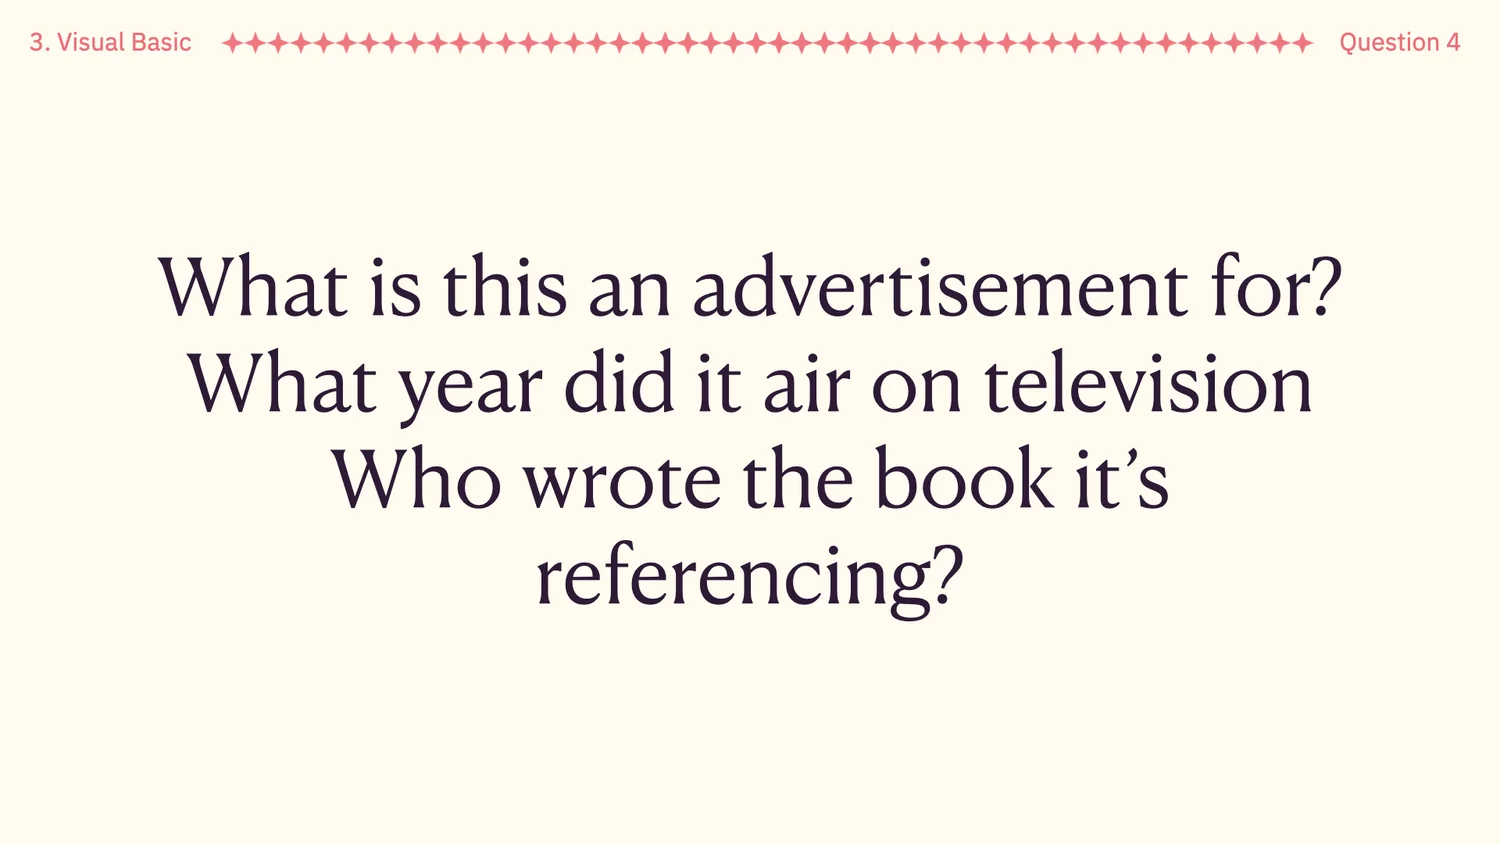 3. Visual Basic
Question 4
What is this an advertisement for?
What year did it air on television
Who wrote the book it’s
referencing?